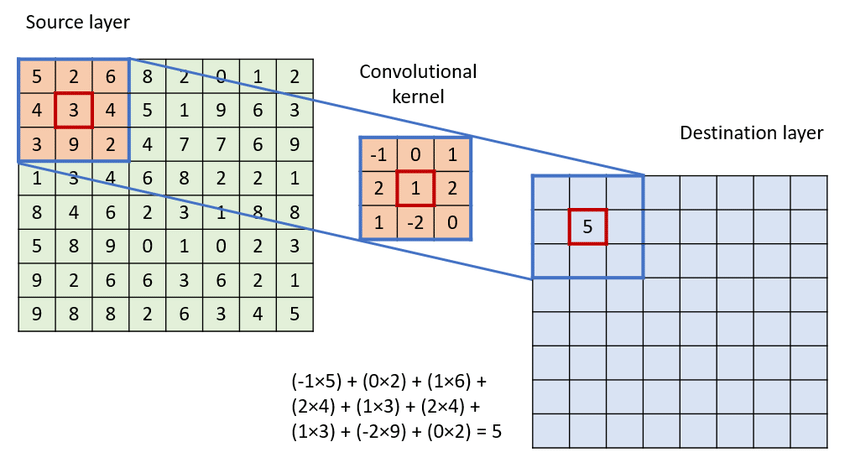 Source layer
5 2 6 8 2 0 1 2
4 3 4 5 1 9 6 3
3 9 2 4 7 7 6 9
1 3 4 6 8 2 2 1
8 4 6 2 3 1 8 8
5 8 9 0 1 0 2 3
9 2 6 6 3 6 2 1
9 8 8 2 6 3 4 5
Convolutional
kernel
-1 0 1
2 1 2
1 -2 0
Destination layer
5
(-1×5) + (0×2) + (1×6) +
(2×4) + (1×3) + (2×4) +
(1×3) + (-2×9) + (0×2) = 5